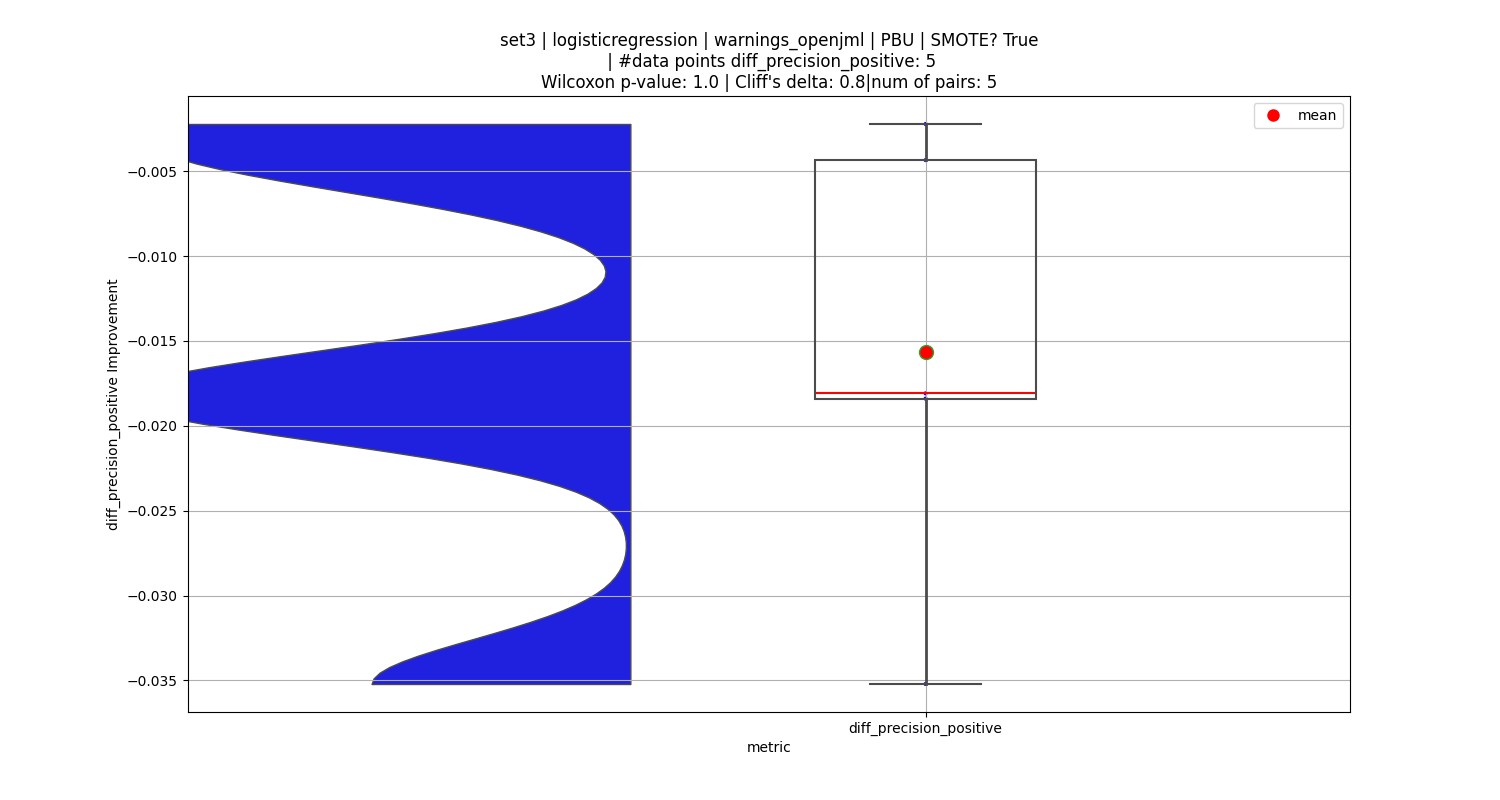 set3 | logisticregression | warnings_openjml | PBU | SMOTE? True
| #data points diff_precision_positive: 5
Wilcoxon p-value: 1.0 | Cliff's delta: 0.8|num of pairs: 5
mean
−0.005
−0.010
−0.015
−0.020
−0.025
−0.030
−0.035
diff_precision_positive Improvement
diff_precision_positive
metric